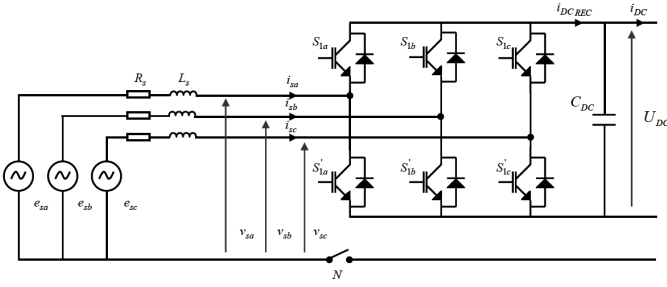 i_DC REC
i_DC
S_1a
S_1b
S_1c
R_s
L_s
i_sa
i_sb
i_sc
C_DC
U_DC
S'_1a
S'_1b
S'_1c
e_sa
e_sb
e_sc
v_sa
v_sb
v_sc
N